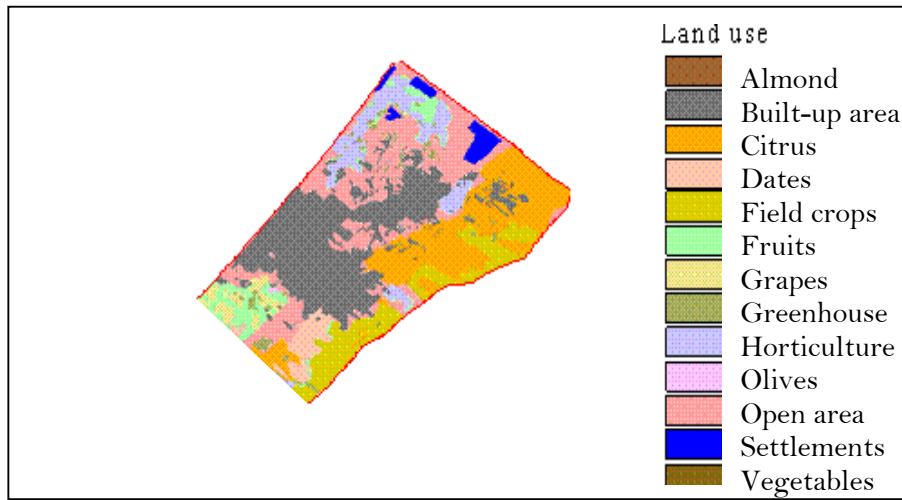 Land use
Almond
Built-up area
Citrus
Dates
Field crops
Fruits
Grapes
Greenhouse
Horticulture
Olives
Open area
Settlements
Vegetables